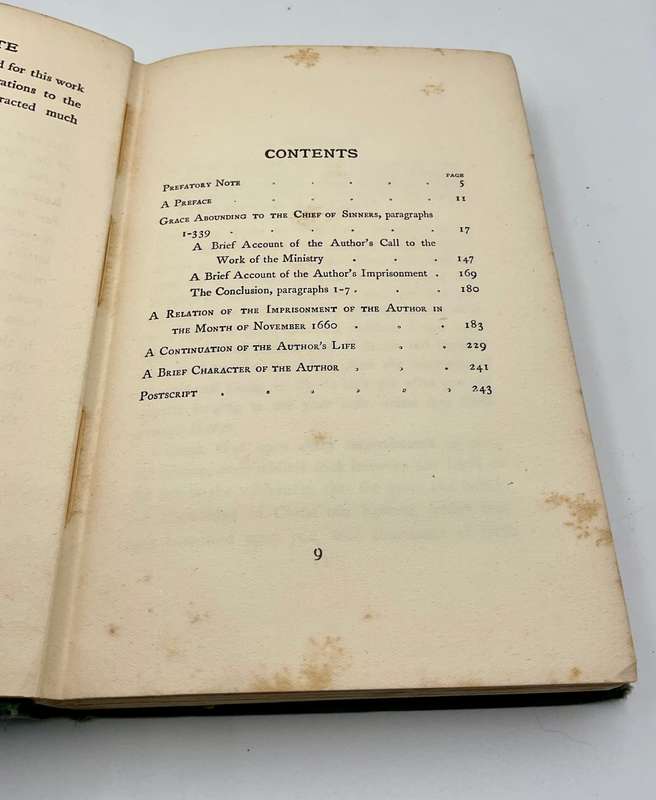 TE
d for this work
ations to the
racted much
CONTENTS
PAGE
PREFATORY NOTE . . . . . 5
A PREFACE . . . . . . 11
GRACE ABOUNDING TO THE CHIEF OF SINNERS, paragraphs
1-339 . . . . . . 17
A Brief Account of the Author's Call to the
Work of the Ministry . . . 147
A Brief Account of the Author's Imprisonment . 169
The Conclusion, paragraphs 1-7 . . . 180
A RELATION OF THE IMPRISONMENT OF THE AUTHOR IN
THE MONTH OF NOVEMBER 1660 . . . 183
A CONTINUATION OF THE AUTHOR'S LIFE . . 229
A BRIEF CHARACTER OF THE AUTHOR , , . 241
POSTSCRIPT . . . . . . 243
9